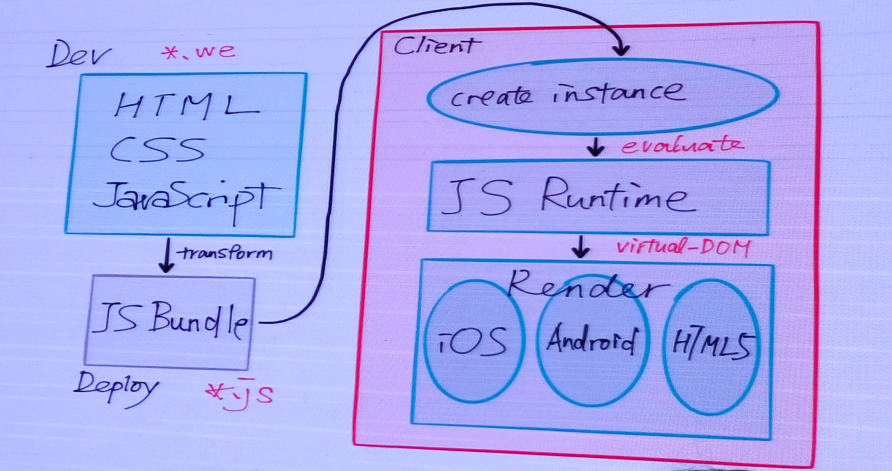 Dev *.we
HTML
CSS
JavaScript
transform
JS Bundle
Deploy *.js
Client
create instance
evaluate
JS Runtime
virtual-DOM
Render
iOS Android HTML5